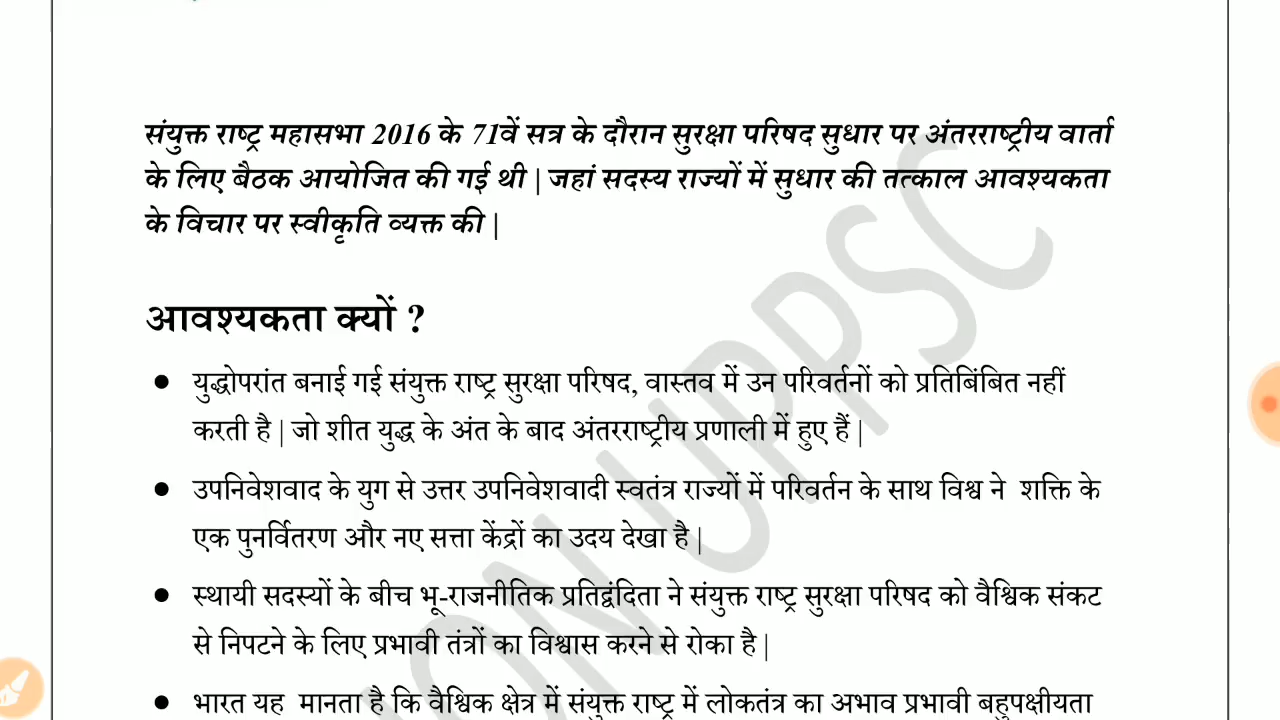 संयुक्त राष्ट्र महासभा 2016 के 71वें सत्र के दौरान सुरक्षा परिषद सुधार पर अंतरराष्ट्रीय वार्ता
के लिए बैठक आयोजित की गई थी | जहां सदस्य राज्यों में सुधार की तत्काल आवश्यकता
के विचार पर स्वीकृति व्यक्त की |
आवश्यकता क्यों ?
● युद्धोपरांत बनाई गई संयुक्त राष्ट्र सुरक्षा परिषद, वास्तव में उन परिवर्तनों को प्रतिबिंबित नहीं
करती है | जो शीत युद्ध के अंत के बाद अंतरराष्ट्रीय प्रणाली में हुए हैं |
● उपनिवेशवाद के युग से उत्तर उपनिवेशवादी स्वतंत्र राज्यों में परिवर्तन के साथ विश्व ने शक्ति के
एक पुनर्वितरण और नए सत्ता केंद्रों का उदय देखा है |
● स्थायी सदस्यों के बीच भू-राजनीतिक प्रतिद्वंदिता ने संयुक्त राष्ट्र सुरक्षा परिषद को वैश्विक संकट
से निपटने के लिए प्रभावी तंत्रों का विश्वास करने से रोका है |
● भारत यह मानता है कि वैश्विक क्षेत्र में संयुक्त राष्ट्र में लोकतंत्र का अभाव प्रभावी बहुपक्षीयता
ON UPPSC